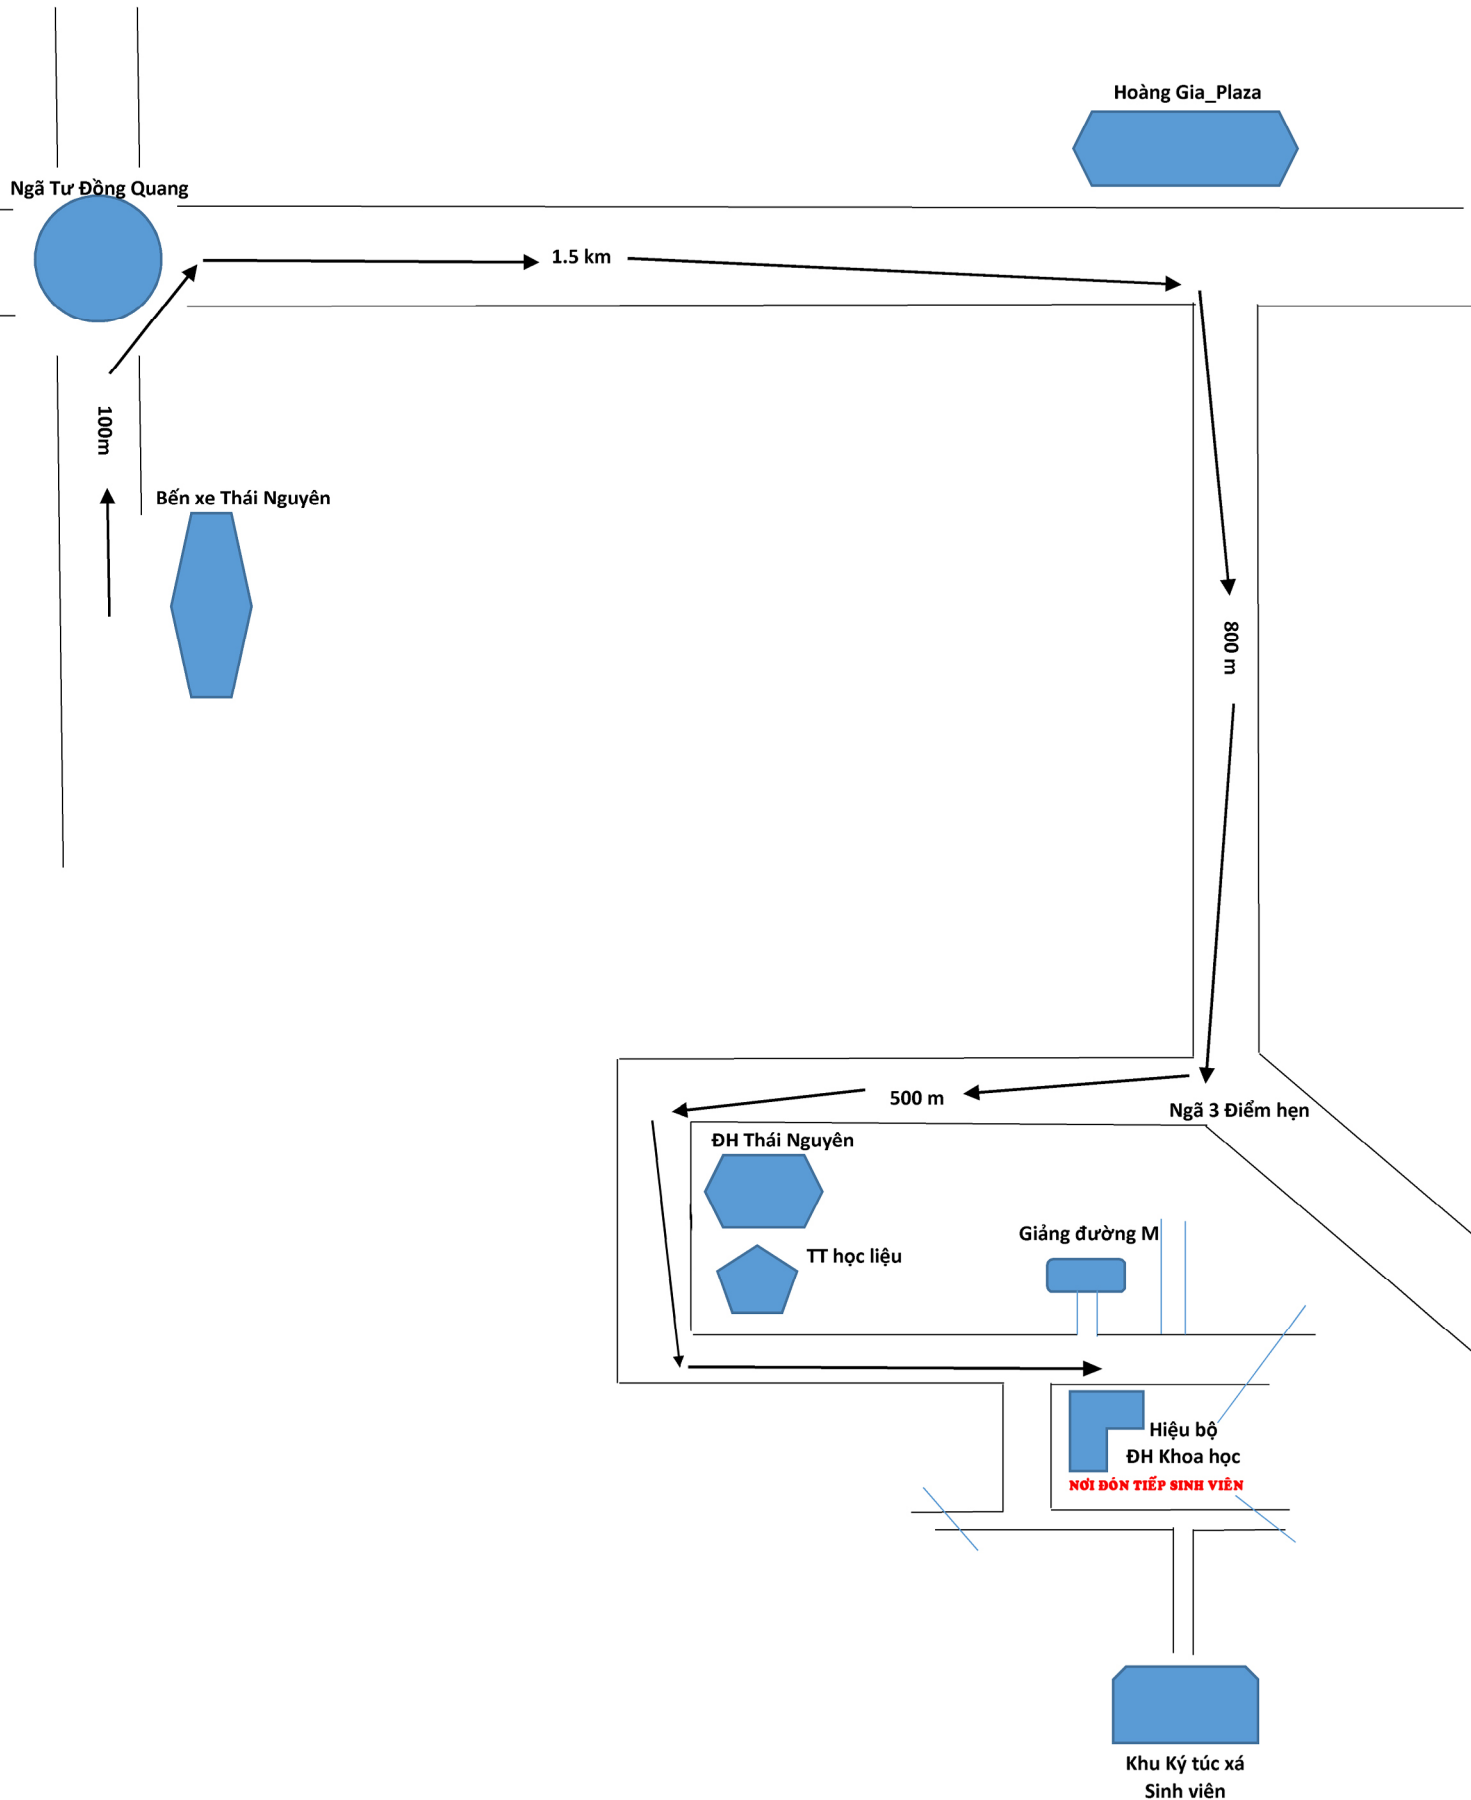 Hoàng Gia_Plaza
Ngã Tư Đồng Quang
1.5 km
100m
Bến xe Thái Nguyên
800 m
500 m
Ngã 3 Điểm hẹn
ĐH Thái Nguyên
Giảng đường M
TT học liệu
Hiệu bộ
ĐH Khoa học
NƠI ĐÓN TIẾP SINH VIÊN
Khu Ký túc xá
Sinh viên